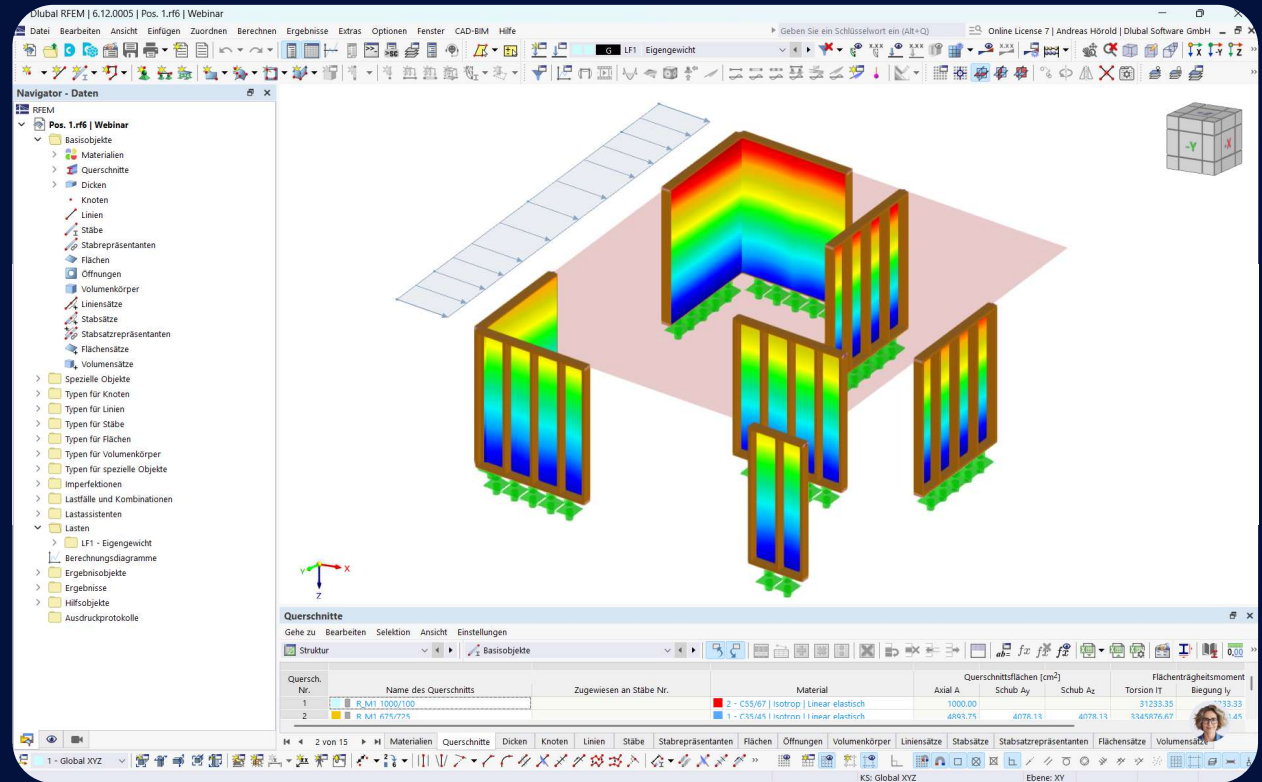 Dlubal RFEM | 6.12.0005 | Pos. 1.rf6 | Webinar
Datei Bearbeiten Ansicht Einfügen Zuordnen Berechnen Ergebnisse Extras Optionen Fenster CAD-BIM Hilfe
Geben Sie ein Schlüsselwort ein (Alt+Q)
Online License 7 | Andreas Hörold | Dlubal Software GmbH
G LF1 Eigengewicht
Navigator - Daten
RFEM
Pos. 1.rf6 | Webinar
Basisobjekte
Materialien
Querschnitte
Dicken
Knoten
Linien
Stäbe
Stabrepräsentanten
Flächen
Öffnungen
Volumenkörper
Liniensätze
Stabsätze
Stabsatzrepräsentanten
Flächensätze
Volumensätze
Spezielle Objekte
Typen für Knoten
Typen für Linien
Typen für Stäbe
Typen für Flächen
Typen für Volumenkörper
Typen für spezielle Objekte
Imperfektionen
Lastfälle und Kombinationen
Lastassistenten
Lasten
LF1 - Eigengewicht
Berechnungsdiagramme
Ergebnisobjekte
Ergebnisse
Hilfsobjekte
Ausdruckprotokolle
-Y -X
Y X
Z
Querschnitte
Gehe zu Bearbeiten Selektion Ansicht Einstellungen
Struktur
Basisobjekte
Quersch. Querschnittsflächen [cm²] Flächenträgheitsmoment
Nr. Name des Querschnitts Zugewiesen an Stäbe Nr. Material Axial A Schub Ay Schub Az Torsion IT Biegung Iy
1 R_M1 1000/100 2 - C55/67 | Isotrop | Linear elastisch 1000.00 31233.35
2 R_M1 675/725 1 - C35/45 | Isotrop | Linear elastisch 4893.75 4078.13 4078.13 3345876.67
2 von 15 Materialien Querschnitte Dicken Knoten Linien Stäbe Stabrepräsentanten Flächen Öffnungen Volumenkörper Liniensätze Stabsätze Stabsatzrepräsentanten Flächensätze Volumensätze
1 - Global XYZ
KS: Global XYZ Ebene: XY